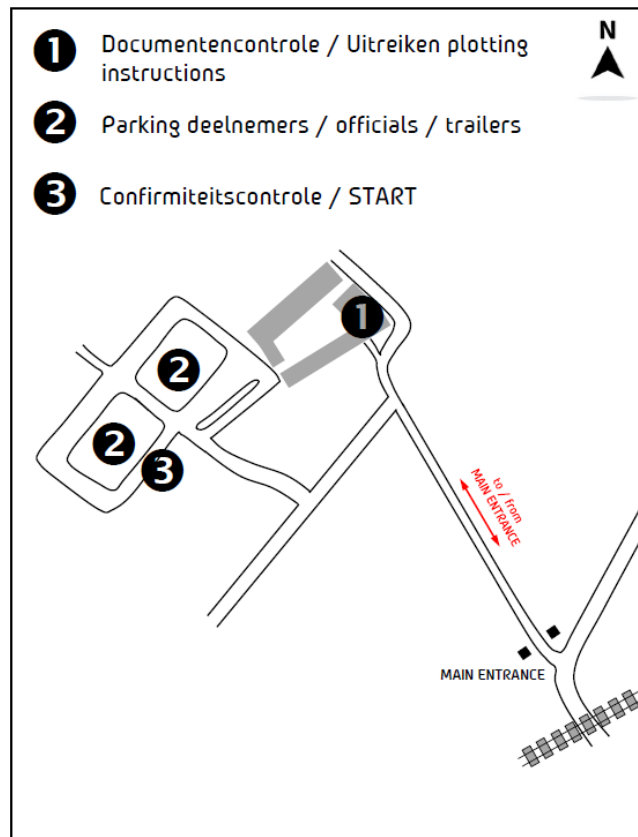 1 Documentencontrole / Uitreiken plotting
instructions
N
2 Parking deelnemers / officials / trailers
3 Confirmiteitscontrole / START
1
2
2
3
to / from
MAIN ENTRANCE
MAIN ENTRANCE